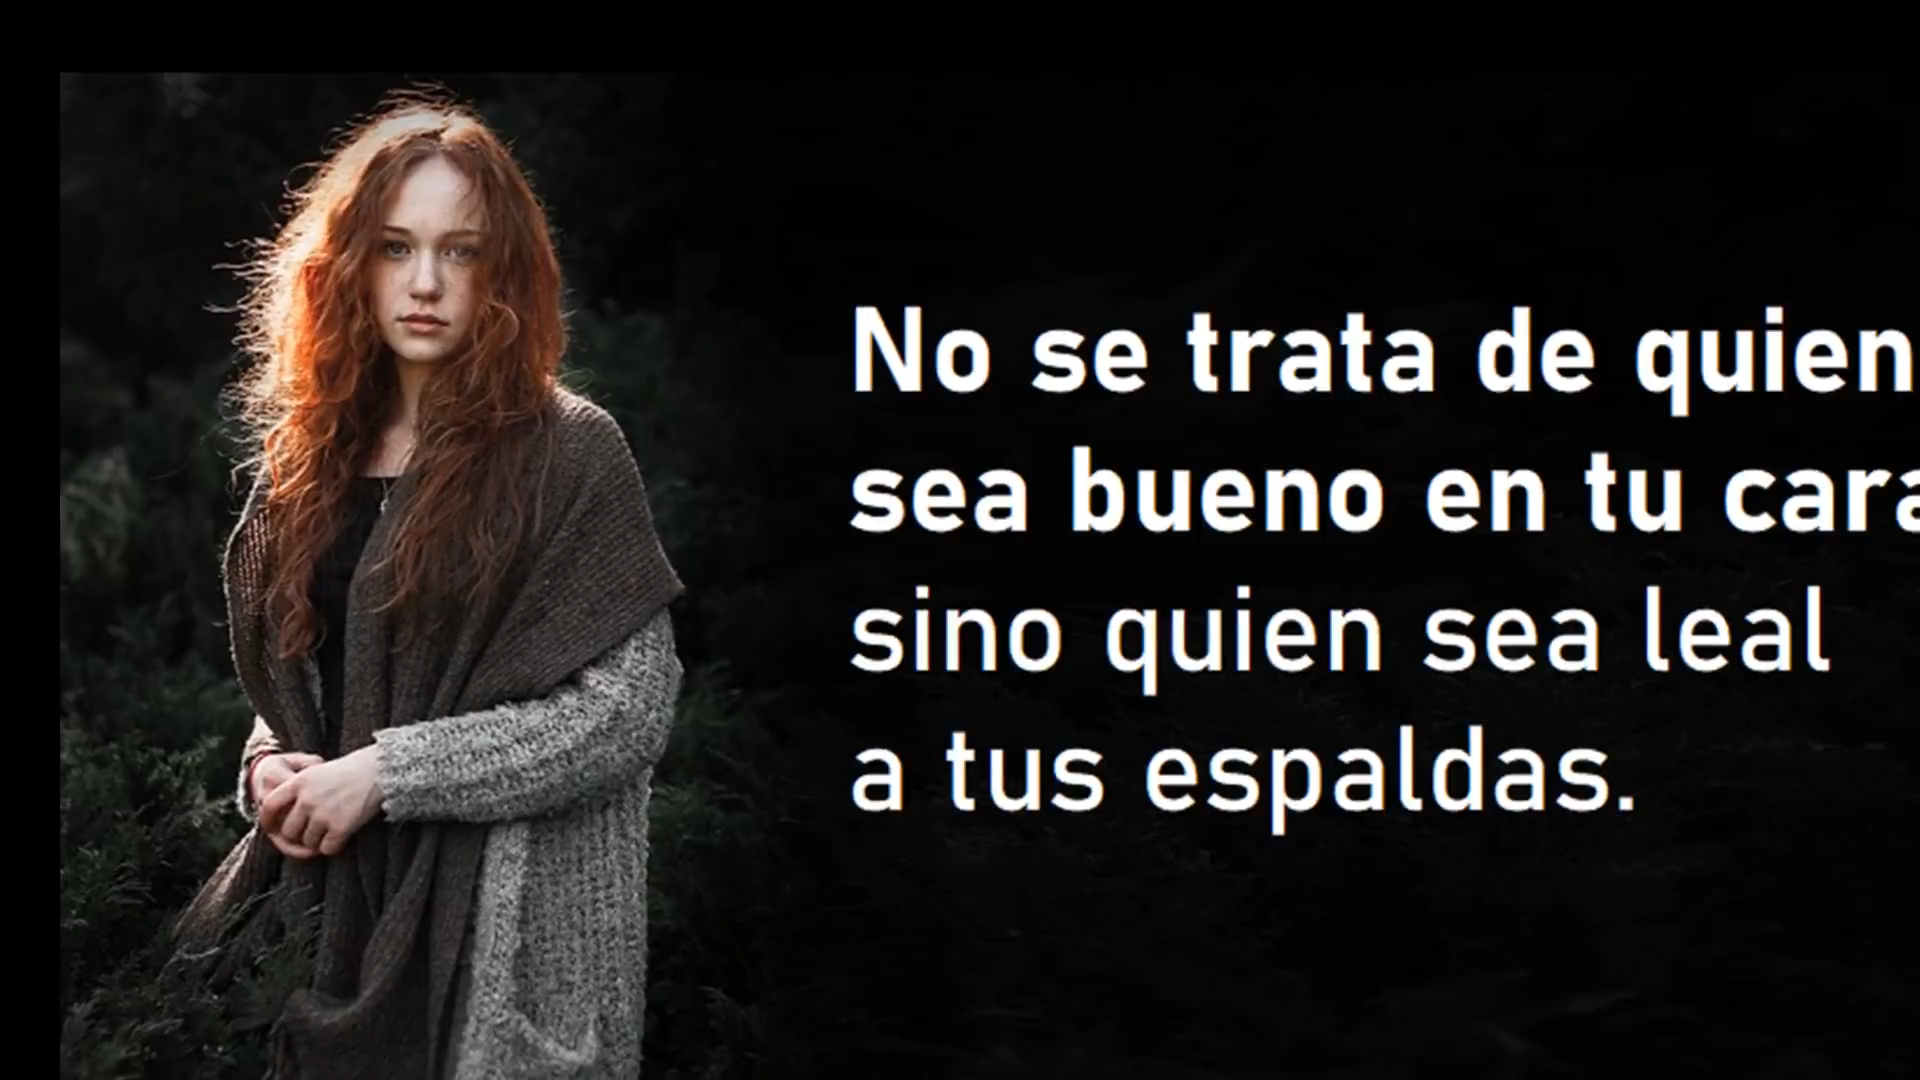 No se trata de quien
sea bueno en tu cara
sino quien sea leal
a tus espaldas.